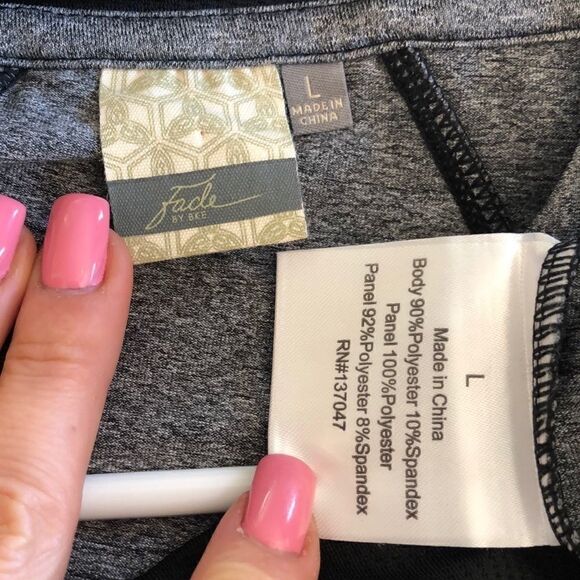 Fade
BY BKE
L
MADE IN
CHINA
L
Made in China
Body 90%Polyester 10%Spandex
Panel 100%Polyester
Panel 92%Polyester 8%Spandex
RN#137047